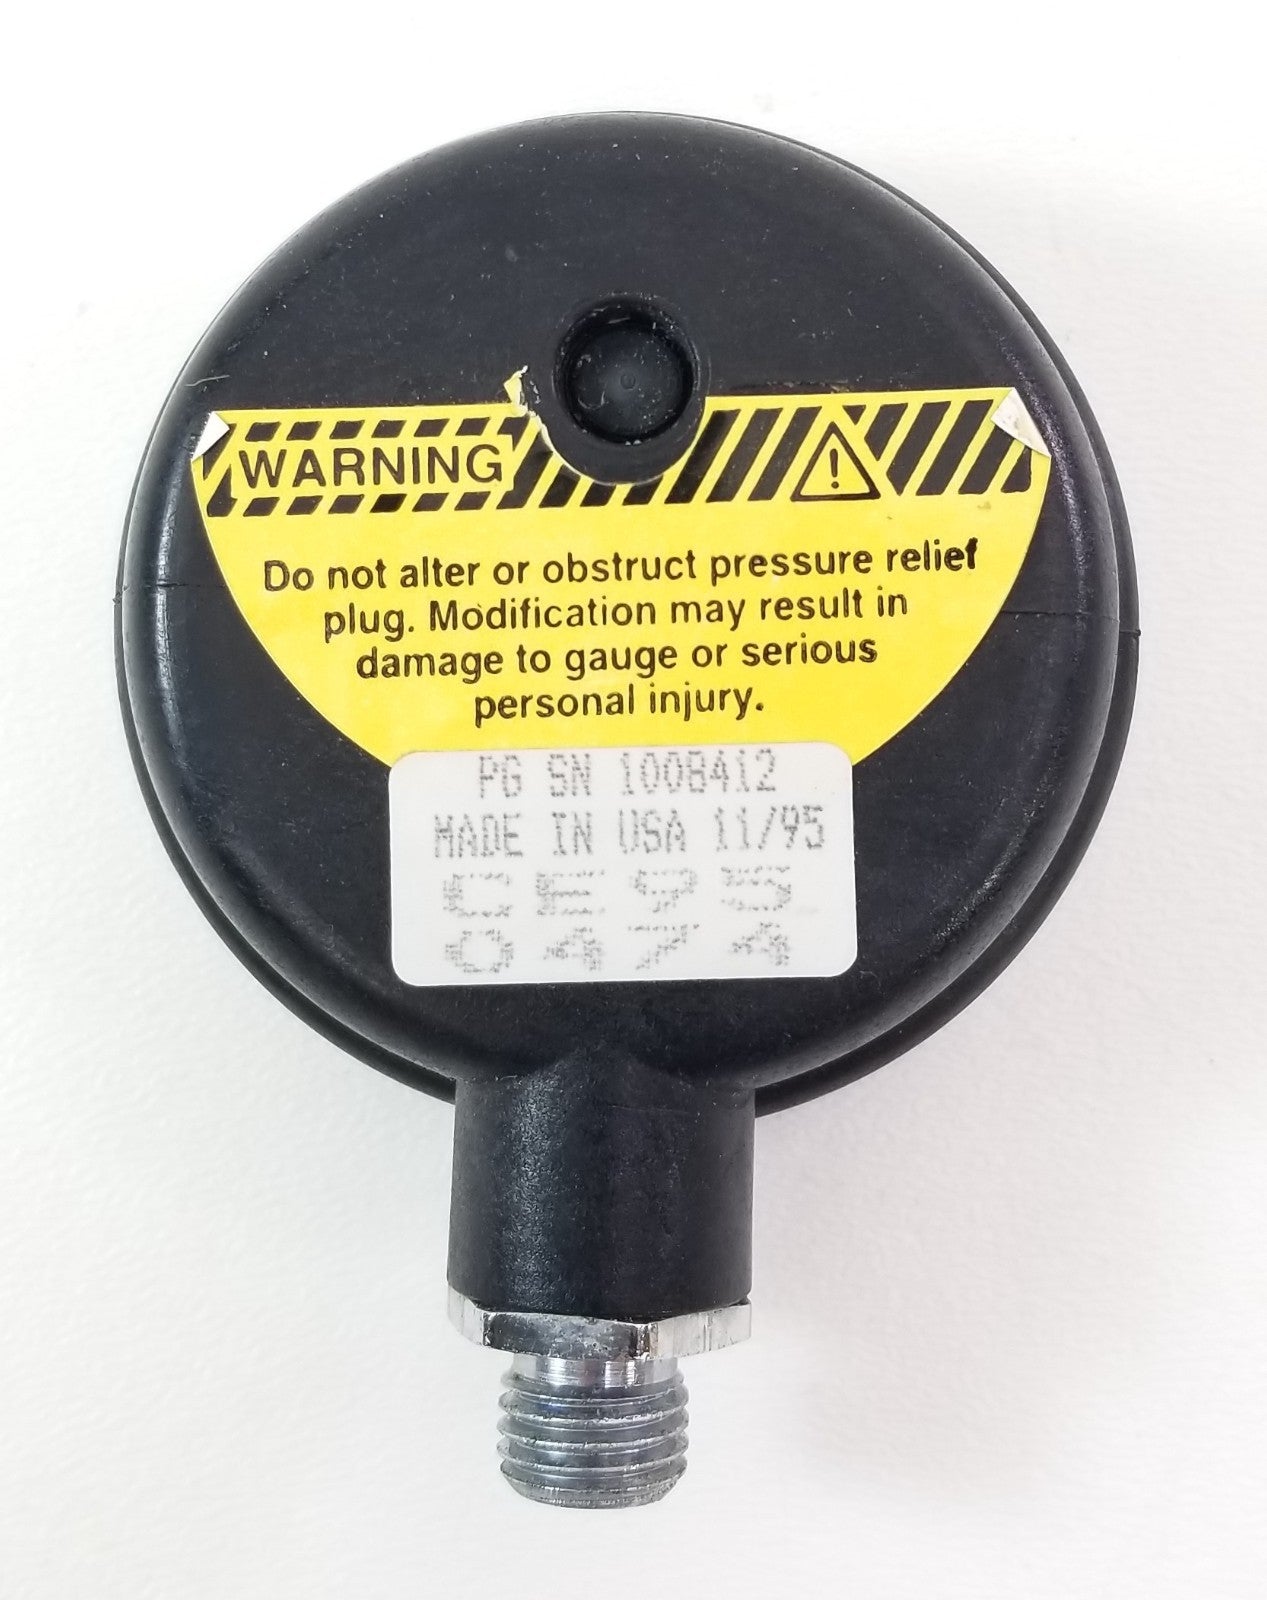 WARNING
Do not alter or obstruct pressure relief
plug. Modification may result in
damage to gauge or serious
personal injury.
PG SN 1008412
MADE IN USA 11/95
CE95
0474